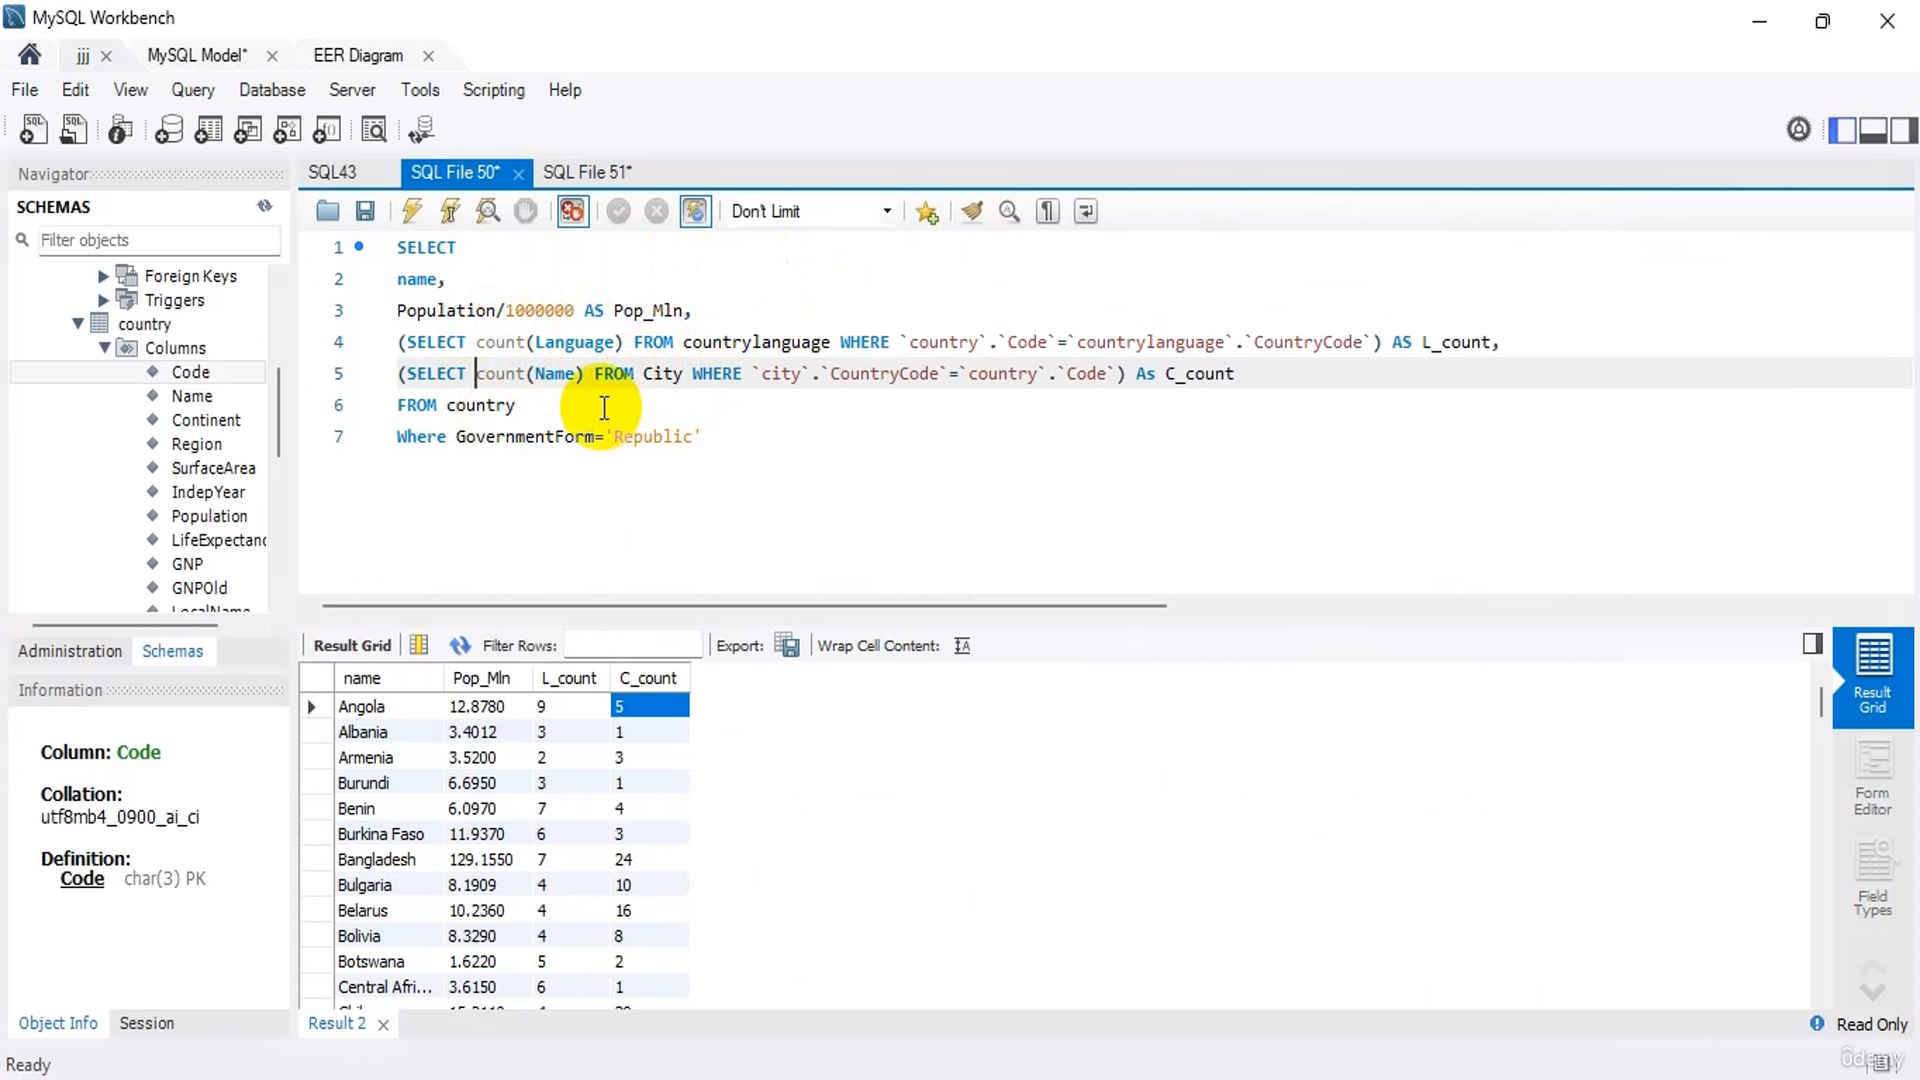 MySQL Workbench
jjj
MySQL Model*
EER Diagram
File Edit View Query Database Server Tools Scripting Help
Navigator
SCHEMAS
Filter objects
Foreign Keys
Triggers
country
Columns
Code
Name
Continent
Region
SurfaceArea
IndepYear
Population
LifeExpectanc
GNP
GNPOld
LocalName
Administration Schemas
Information
Column: Code
Collation:
utf8mb4_0900_ai_ci
Definition:
Code char(3) PK
Object Info Session
Ready
SQL43
SQL File 50*
SQL File 51*
Don't Limit
1 SELECT
2 name,
3 Population/1000000 AS Pop_Mln,
4 (SELECT count(Language) FROM countrylanguage WHERE `country`.`Code`=`countrylanguage`.`CountryCode`) AS L_count,
5 (SELECT count(Name) FROM City WHERE `city`.`CountryCode`=`country`.`Code`) As C_count
6 FROM country
7 Where GovernmentForm='Republic'
Result Grid Filter Rows: Export: Wrap Cell Content:
name Pop_Mln L_count C_count
Angola 12.8780 9 5
Albania 3.4012 3 1
Armenia 3.5200 2 3
Burundi 6.6950 3 1
Benin 6.0970 7 4
Burkina Faso 11.9370 6 3
Bangladesh 129.1550 7 24
Bulgaria 8.1909 4 10
Belarus 10.2360 4 16
Bolivia 8.3290 4 8
Botswana 1.6220 5 2
Central Afri... 3.6150 6 1
Result 2
Result
Grid
Form
Editor
Field
Types
Read Only
ûdemy